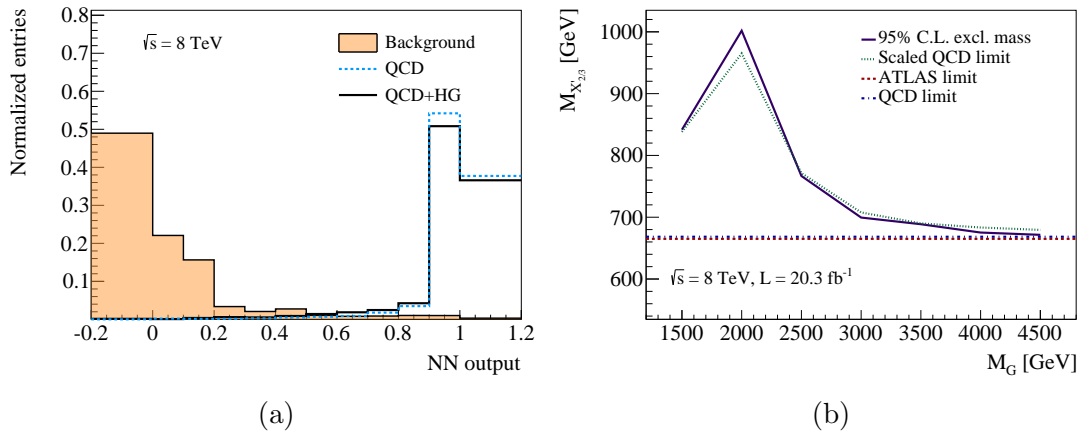 Normalized entries
0.8
0.7
0.6
0.5
0.4
0.3
0.2
0.1
√s = 8 TeV
Background
QCD
QCD+HG
-0.2 0 0.2 0.4 0.6 0.8 1 1.2
NN output
(a)
M_{X'_{2/3}} [GeV]
1000
900
800
700
600
95% C.L. excl. mass
Scaled QCD limit
ATLAS limit
QCD limit
√s = 8 TeV, L = 20.3 fb⁻¹
1500 2000 2500 3000 3500 4000 4500
M_G [GeV]
(b)